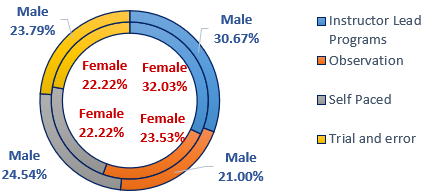 Male
23.79%
Male
30.67%
Female
22.22%
Female
32.03%
Female
22.22%
Female
23.53%
Male
24.54%
Male
21.00%
Instructor Lead
Programs
Observation
Self Paced
Trial and error